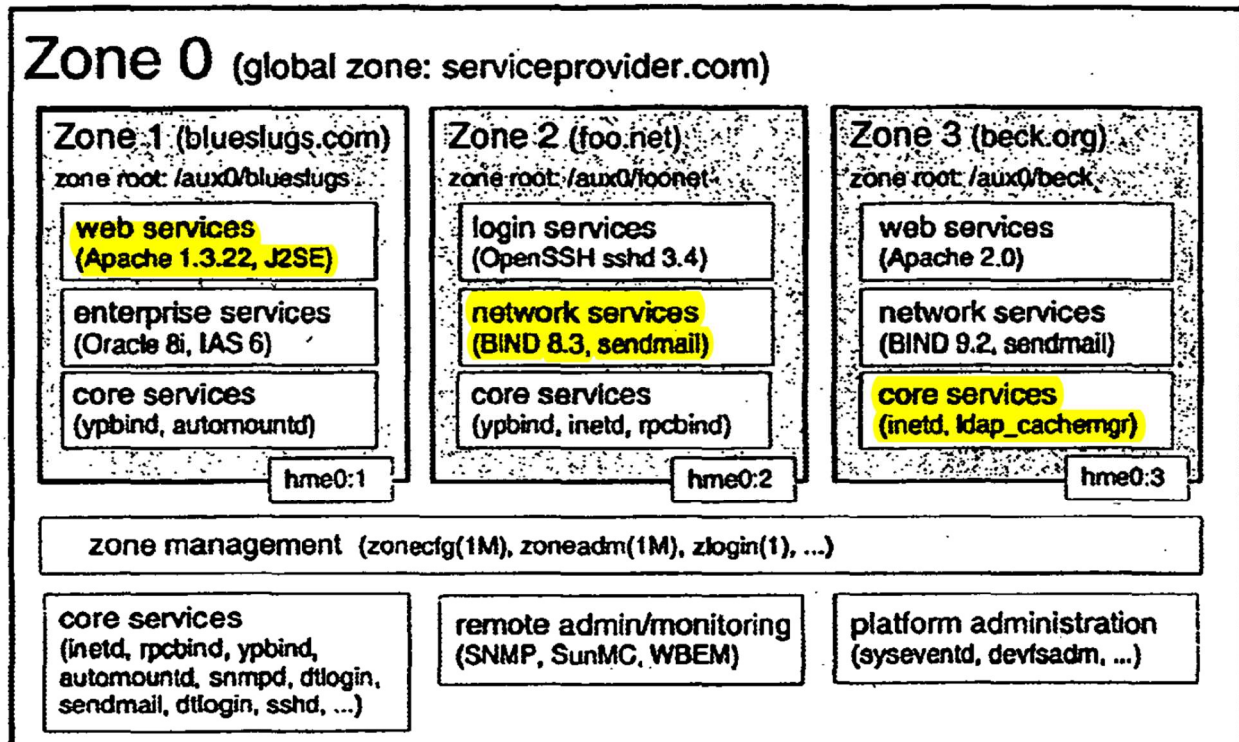 Zone 0 (global zone: serviceprovider.com)
Zone 1 (blueslugs.com)
zone root: /aux0/blueslugs
web services
(Apache 1.3.22, J2SE)
enterprise services
(Oracle 8i, IAS 6)
core services
(ypbind, automountd)
hme0:1
Zone 2 (foo.net)
zone root: /aux0/foonet
login services
(OpenSSH sshd 3.4)
network services
(BIND 8.3, sendmail)
core services
(ypbind, inetd, rpcbind)
hme0:2
Zone 3 (beck.org)
zone root: /aux0/beck
web services
(Apache 2.0)
network services
(BIND 9.2, sendmail)
core services
(inetd, ldap_cachemgr)
hme0:3
zone management (zonecfg(1M), zoneadm(1M), zlogin(1), ...)
core services
(inetd, rpcbind, ypbind,
automountd, snmpd, dtlogin,
sendmail, dtlogin, sshd, ...)
remote admin/monitoring
(SNMP, SunMC, WBEM)
platform administration
(syseventd, devfsadm, ...)